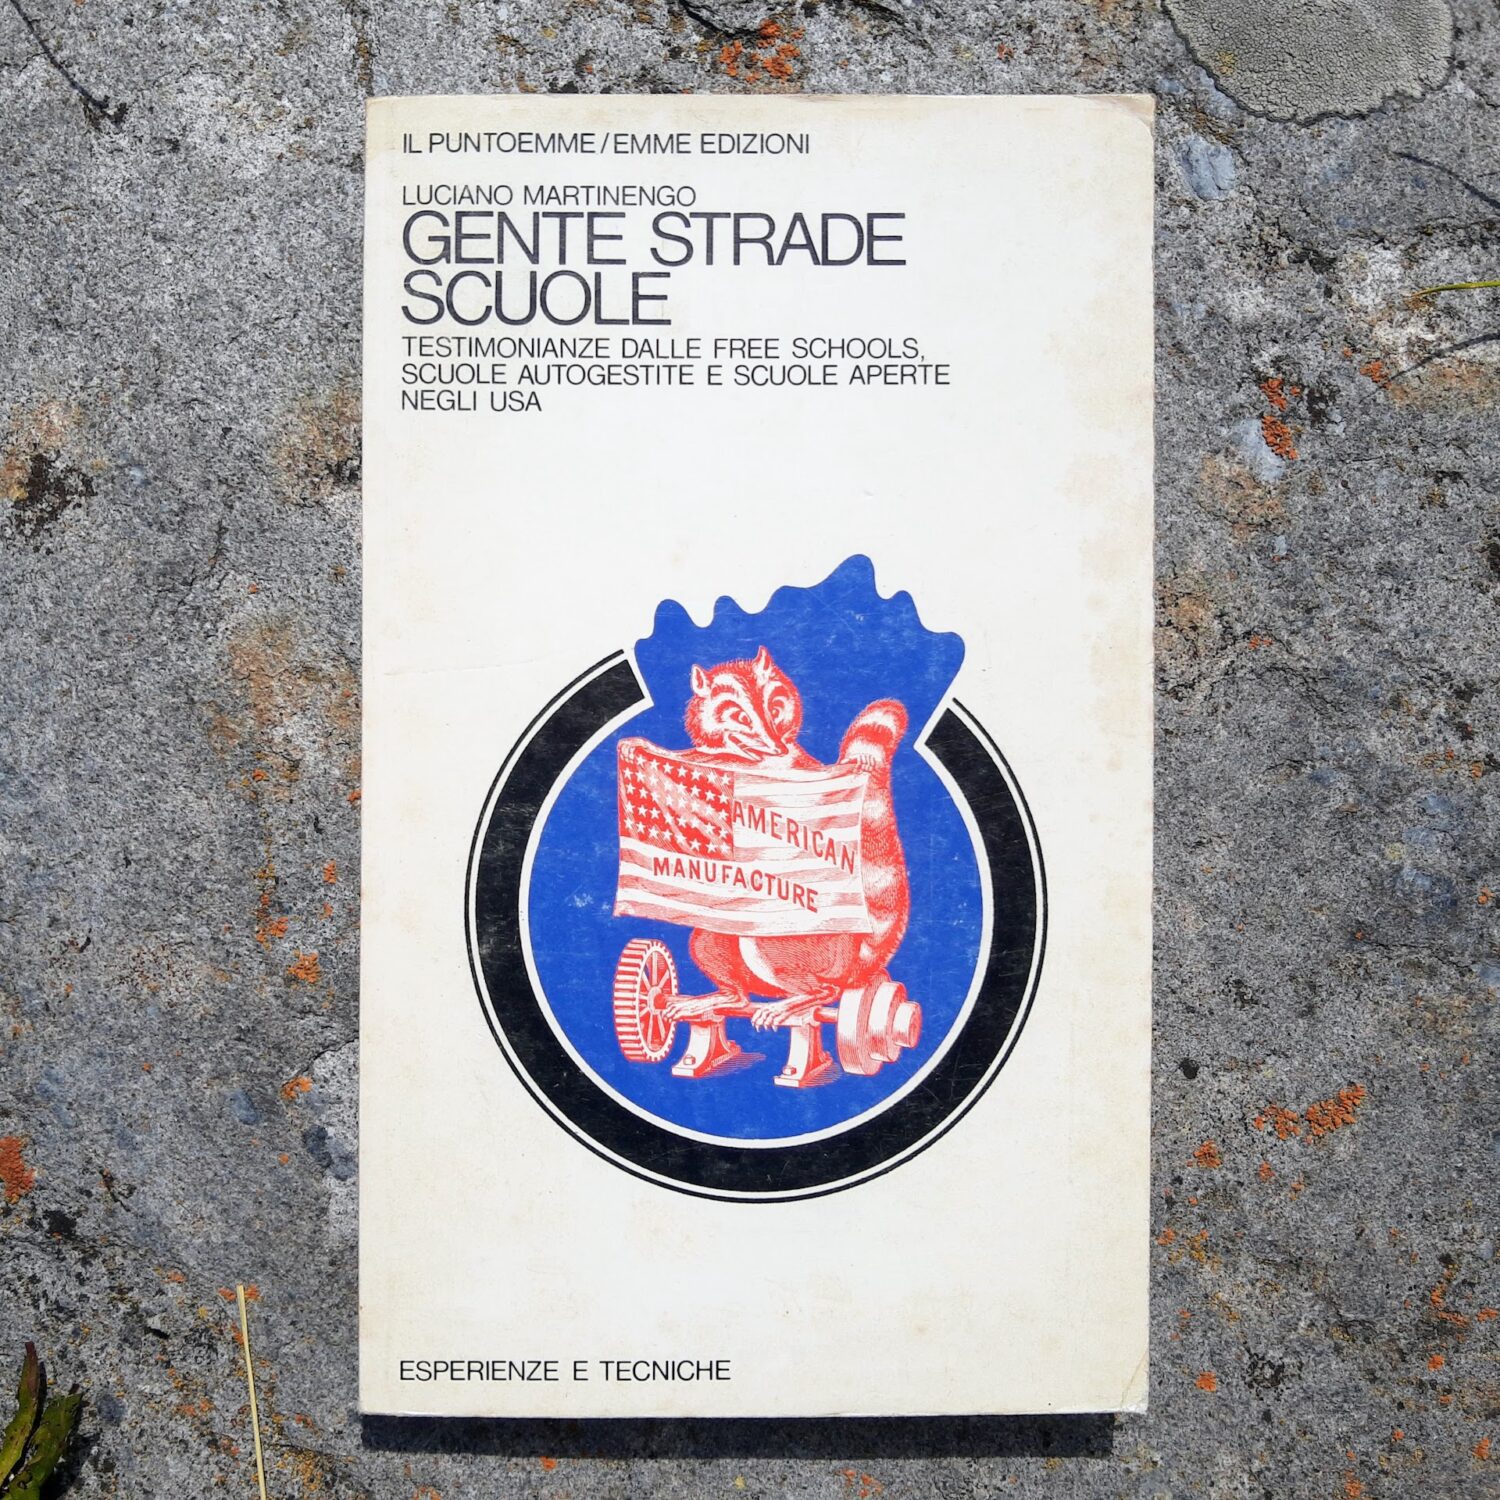 IL PUNTOEMME/EMME EDIZIONI
LUCIANO MARTINENGO
GENTE STRADE
SCUOLE
TESTIMONIANZE DALLE FREE SCHOOLS,
SCUOLE AUTOGESTITE E SCUOLE APERTE
NEGLI USA
AMERICAN
MANUFACTURE
ESPERIENZE E TECNICHE